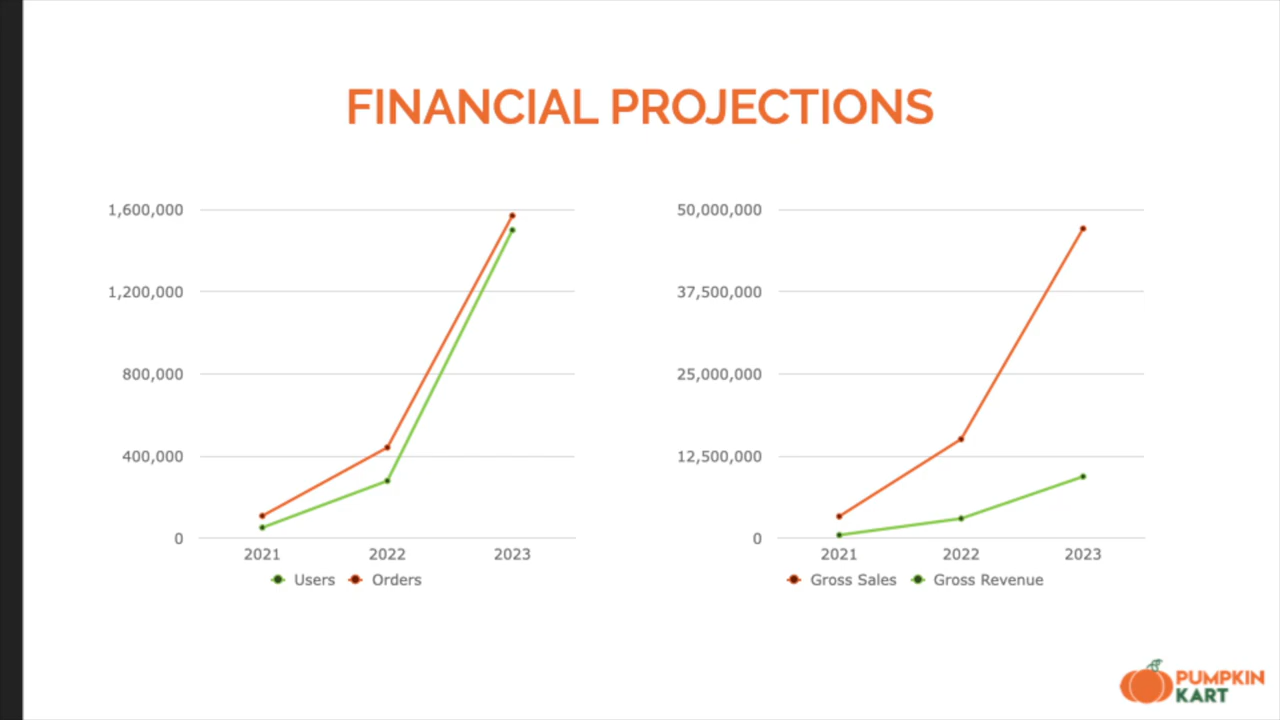 FINANCIAL PROJECTIONS
1,600,000
1,200,000
800,000
400,000
0
2021 2022 2023
Users Orders
50,000,000
37,500,000
25,000,000
12,500,000
0
2021 2022 2023
Gross Sales Gross Revenue
PUMPKIN
KART